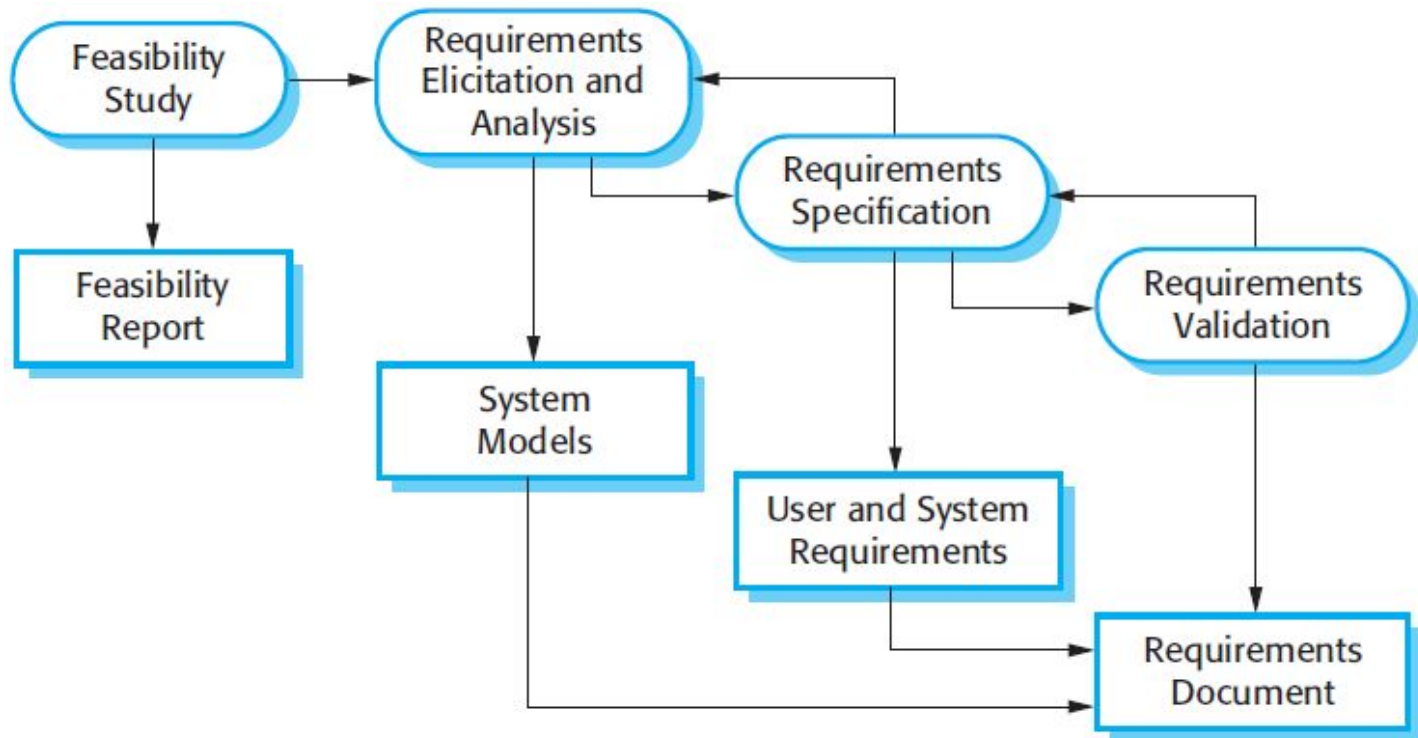 Feasibility
Study
Requirements
Elicitation and
Analysis
Requirements
Specification
Requirements
Validation
Feasibility
Report
System
Models
User and System
Requirements
Requirements
Document